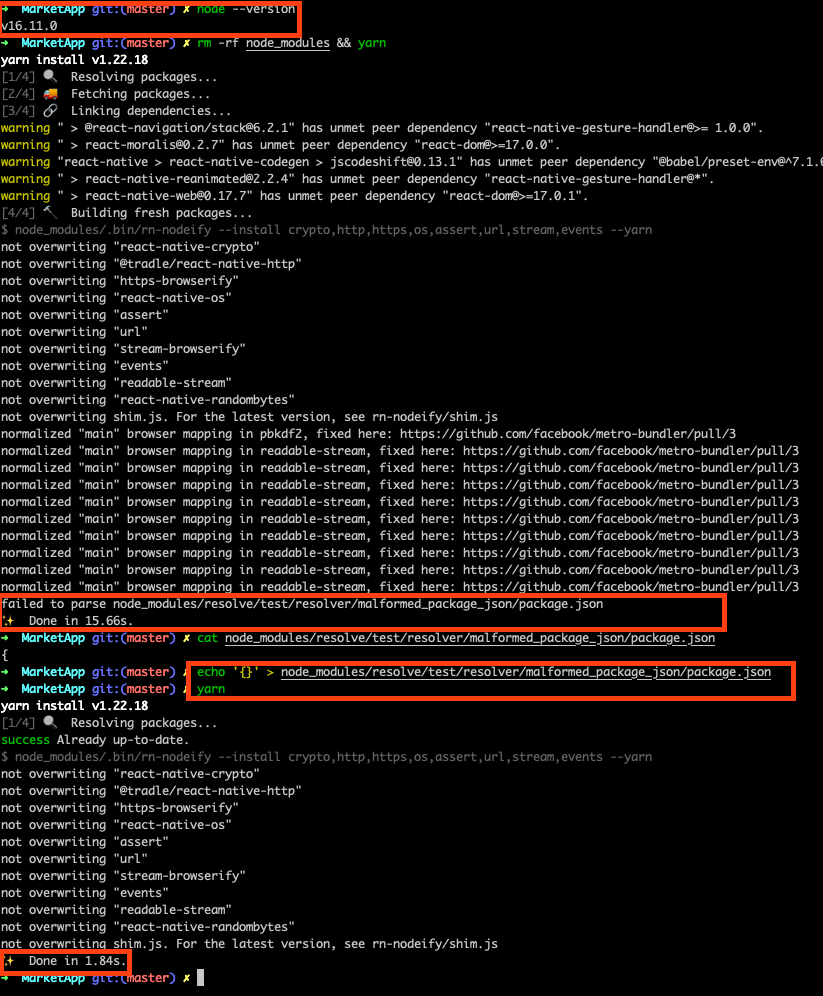 ➜ MarketApp git:(master) ✗ node --version
v16.11.0
➜ MarketApp git:(master) ✗ rm -rf node_modules && yarn
yarn install v1.22.18
[1/4] 🔍 Resolving packages...
[2/4] 🚚 Fetching packages...
[3/4] 🔗 Linking dependencies...
warning " > @react-navigation/stack@6.2.1" has unmet peer dependency "react-native-gesture-handler@>= 1.0.0".
warning " > react-moralis@0.2.7" has unmet peer dependency "react-dom@>=17.0.0".
warning "react-native > react-native-codegen > jscodeshift@0.13.1" has unmet peer dependency "@babel/preset-env@^7.1.6
warning " > react-native-reanimated@2.2.4" has unmet peer dependency "react-native-gesture-handler@*".
warning " > react-native-web@0.17.7" has unmet peer dependency "react-dom@>=17.0.1".
[4/4] 🔨 Building fresh packages...
$ node_modules/.bin/rn-nodeify --install crypto,http,https,os,assert,url,stream,events --yarn
not overwriting "react-native-crypto"
not overwriting "@tradle/react-native-http"
not overwriting "https-browserify"
not overwriting "react-native-os"
not overwriting "assert"
not overwriting "url"
not overwriting "stream-browserify"
not overwriting "events"
not overwriting "readable-stream"
not overwriting "react-native-randombytes"
not overwriting shim.js. For the latest version, see rn-nodeify/shim.js
normalized "main" browser mapping in pbkdf2, fixed here: https://github.com/facebook/metro-bundler/pull/3
normalized "main" browser mapping in readable-stream, fixed here: https://github.com/facebook/metro-bundler/pull/3
normalized "main" browser mapping in readable-stream, fixed here: https://github.com/facebook/metro-bundler/pull/3
normalized "main" browser mapping in readable-stream, fixed here: https://github.com/facebook/metro-bundler/pull/3
normalized "main" browser mapping in readable-stream, fixed here: https://github.com/facebook/metro-bundler/pull/3
normalized "main" browser mapping in readable-stream, fixed here: https://github.com/facebook/metro-bundler/pull/3
normalized "main" browser mapping in readable-stream, fixed here: https://github.com/facebook/metro-bundler/pull/3
normalized "main" browser mapping in readable-stream, fixed here: https://github.com/facebook/metro-bundler/pull/3
normalized "main" browser mapping in readable-stream, fixed here: https://github.com/facebook/metro-bundler/pull/3
normalized "main" browser mapping in readable-stream, fixed here: https://github.com/facebook/metro-bundler/pull/3
failed to parse node_modules/resolve/test/resolver/malformed_package_json/package.json
✨ Done in 15.66s.
➜ MarketApp git:(master) ✗ cat node_modules/resolve/test/resolver/malformed_package_json/package.json
{
➜ MarketApp git:(master) ✗ echo '{}' > node_modules/resolve/test/resolver/malformed_package_json/package.json
➜ MarketApp git:(master) ✗ yarn
yarn install v1.22.18
[1/4] 🔍 Resolving packages...
success Already up-to-date.
$ node_modules/.bin/rn-nodeify --install crypto,http,https,os,assert,url,stream,events --yarn
not overwriting "react-native-crypto"
not overwriting "@tradle/react-native-http"
not overwriting "https-browserify"
not overwriting "react-native-os"
not overwriting "assert"
not overwriting "url"
not overwriting "stream-browserify"
not overwriting "events"
not overwriting "readable-stream"
not overwriting "react-native-randombytes"
not overwriting shim.js. For the latest version, see rn-nodeify/shim.js
✨ Done in 1.84s.
➜ MarketApp git:(master) ✗